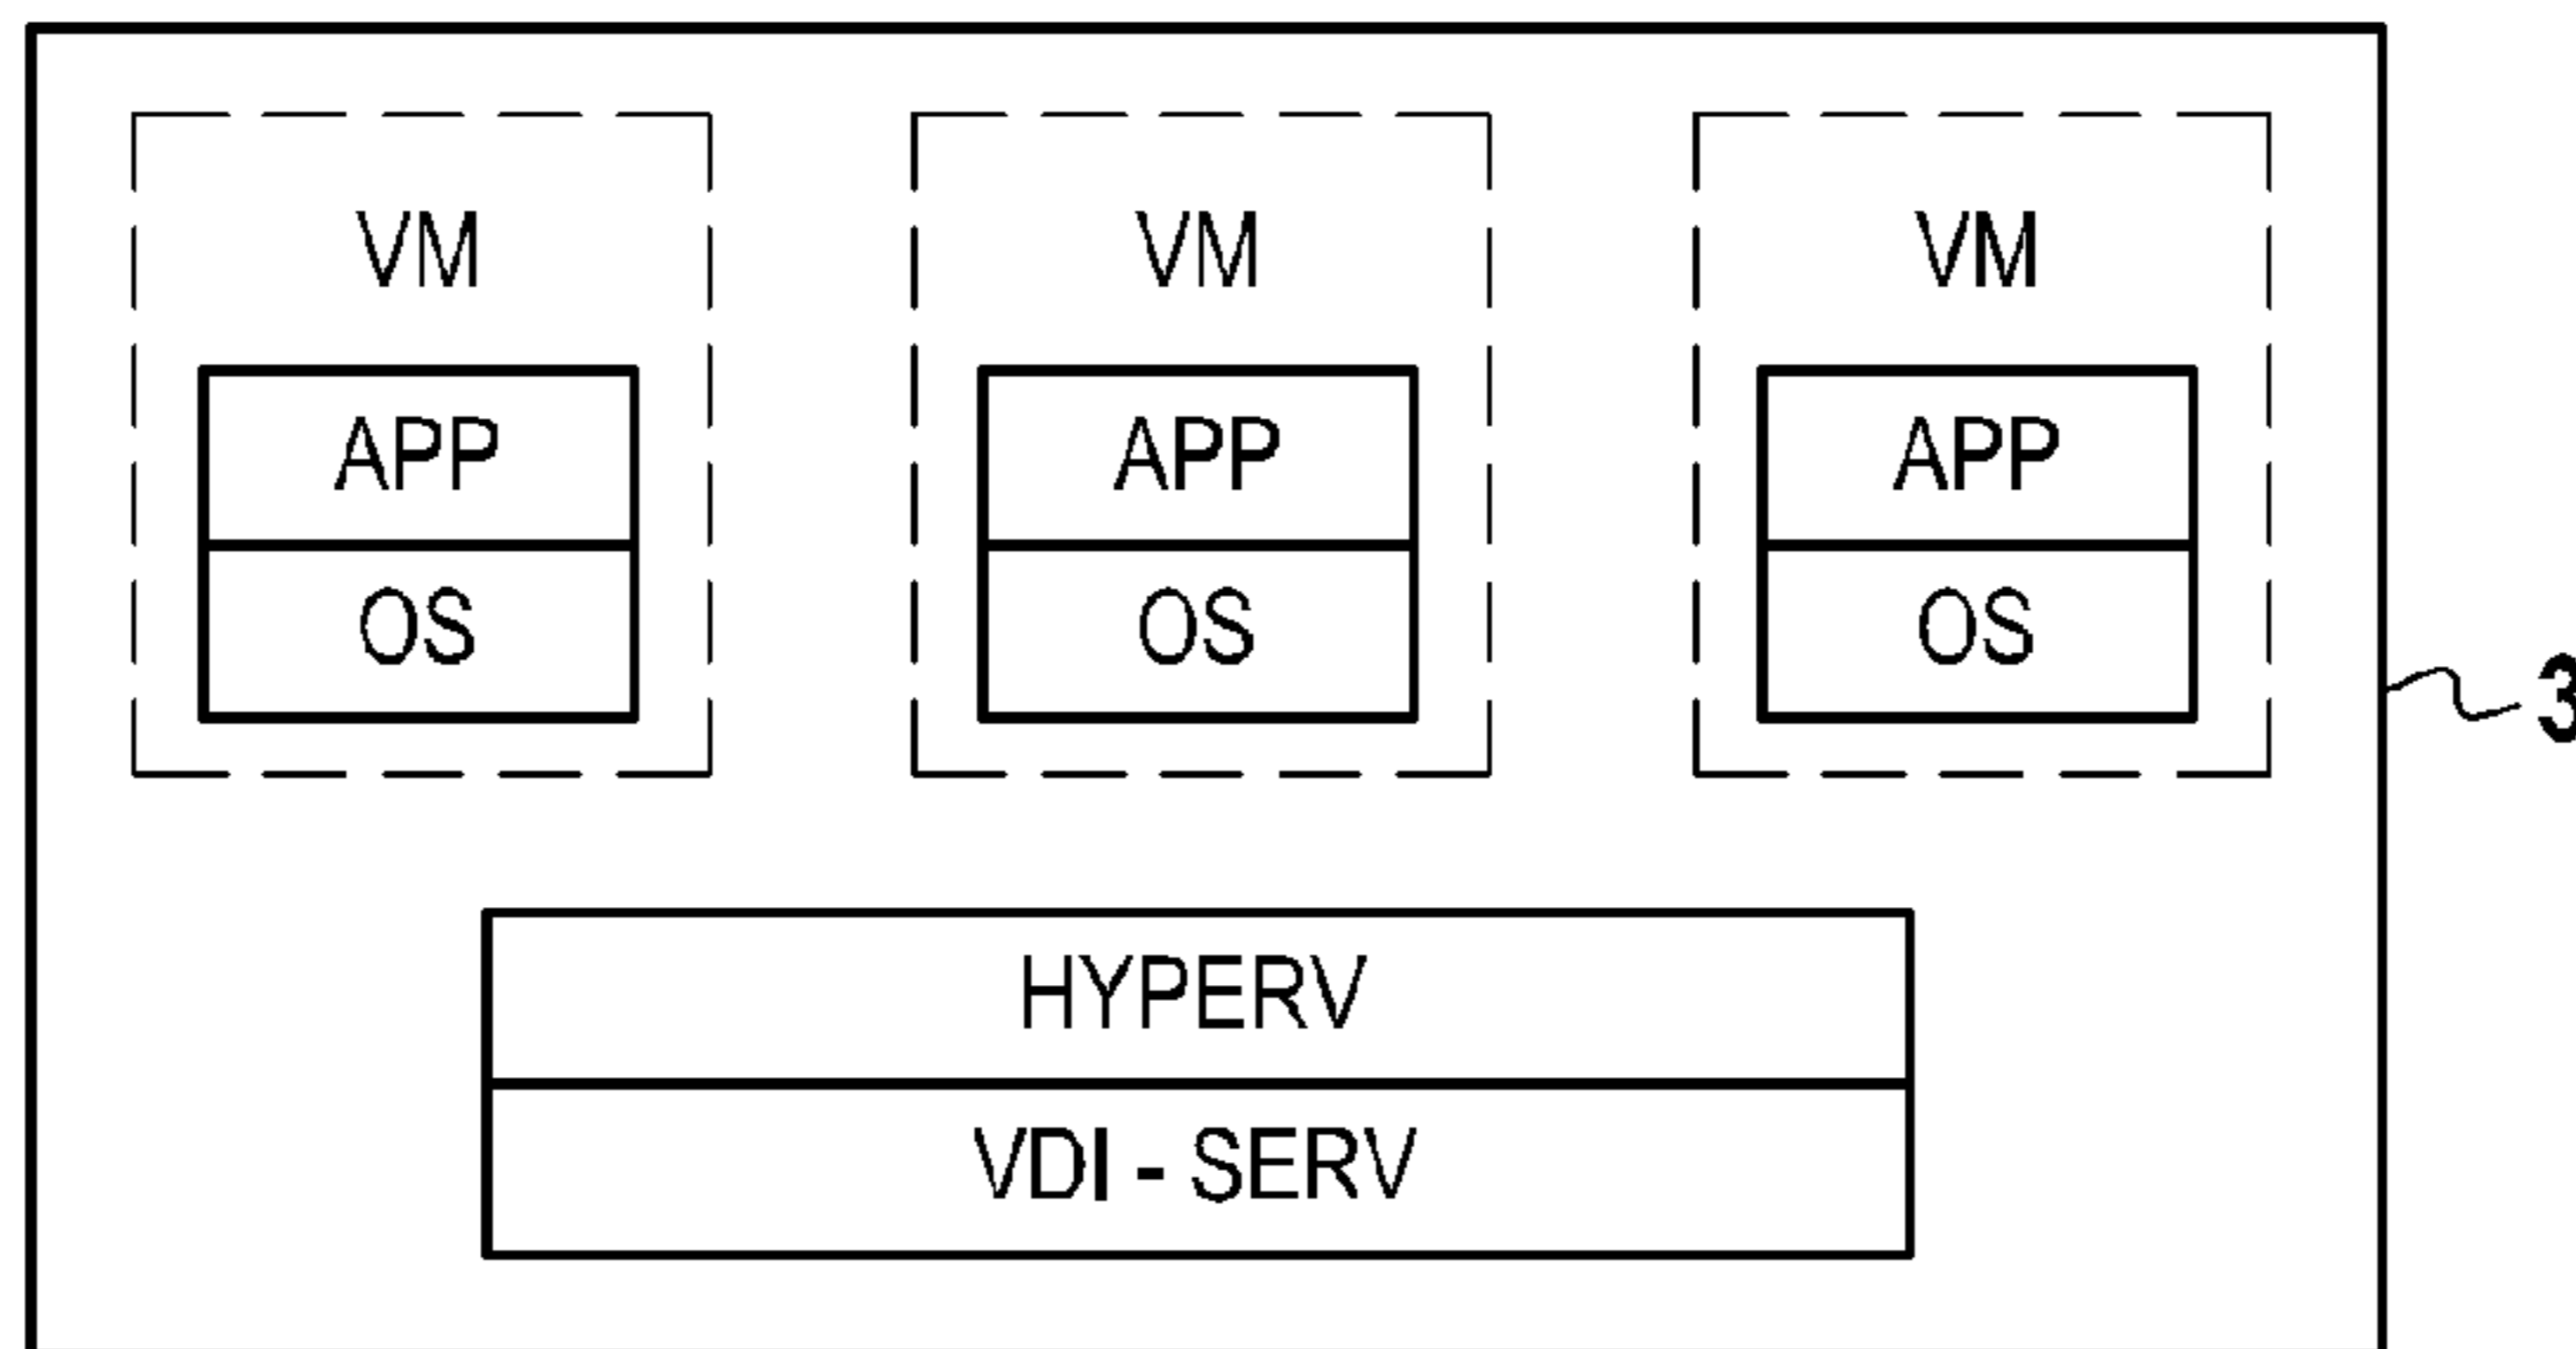 VM VM VM
APP APP APP
OS OS OS
3
HYPERV
VDI - SERV